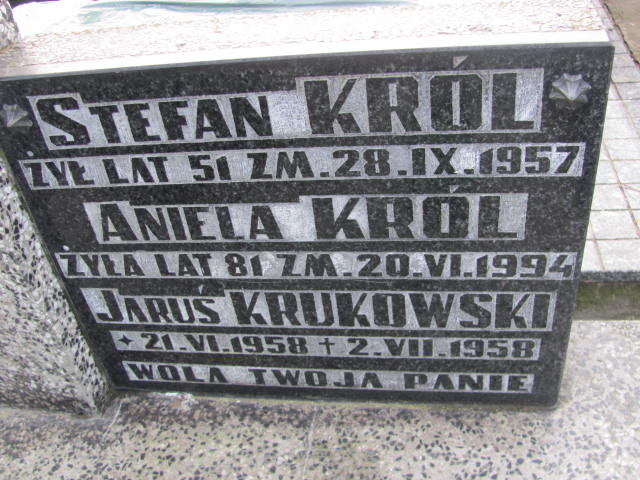 STEFAN KRÓL
ŻYŁ LAT 51 ZM. 28. IX. 1957
ANIELA KRÓL
ŻYŁA LAT 81 ZM. 20. VI. 1994
JARUŚ KRUKOWSKI
* 21. VI. 1958 † 2. VII. 1958
WOLA TWOJA PANIE